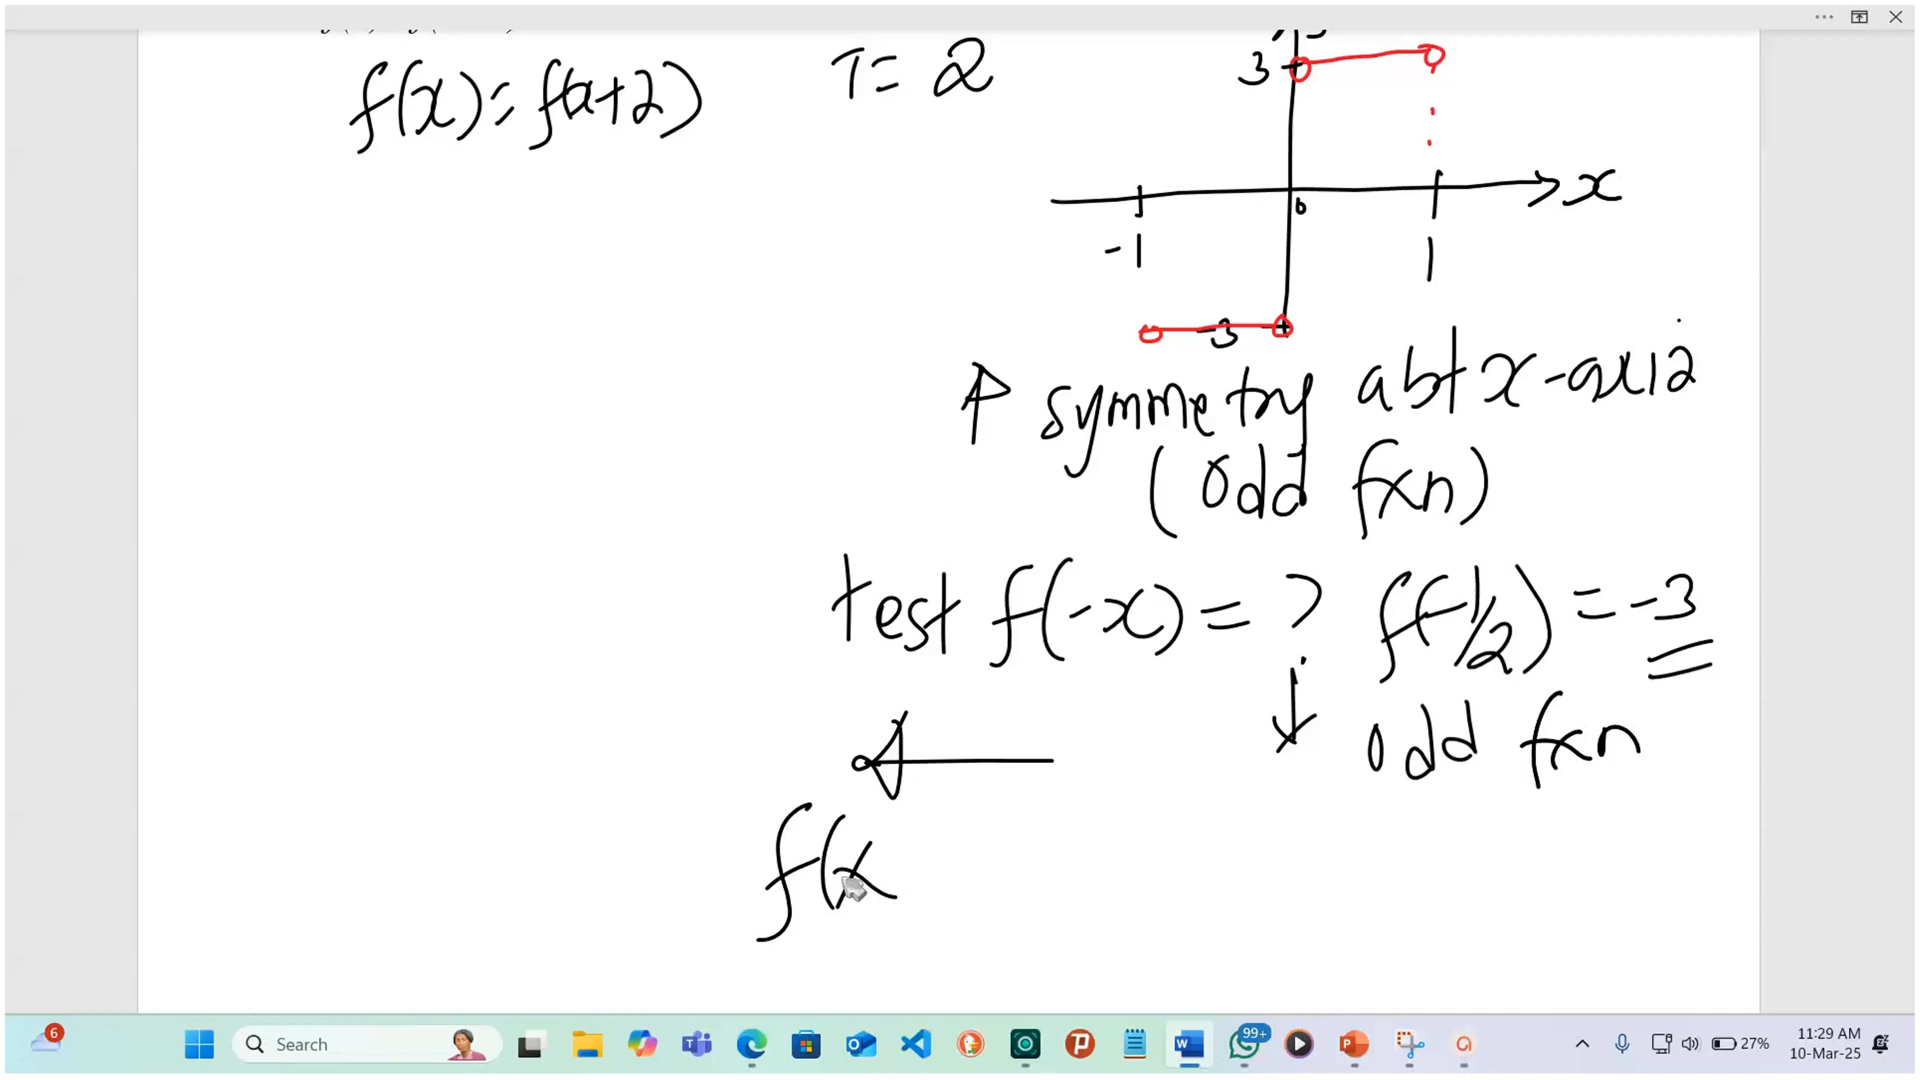 f(x) = f(x+2)
T = 2
3
x
0
-1
1
-3
symmetry abt x-axis
(Odd fxn)
test f(-x) = ? f(-1/2) = -3
Odd fxn
f(x
6
Search
99+
27%
11:29 AM
10-Mar-25